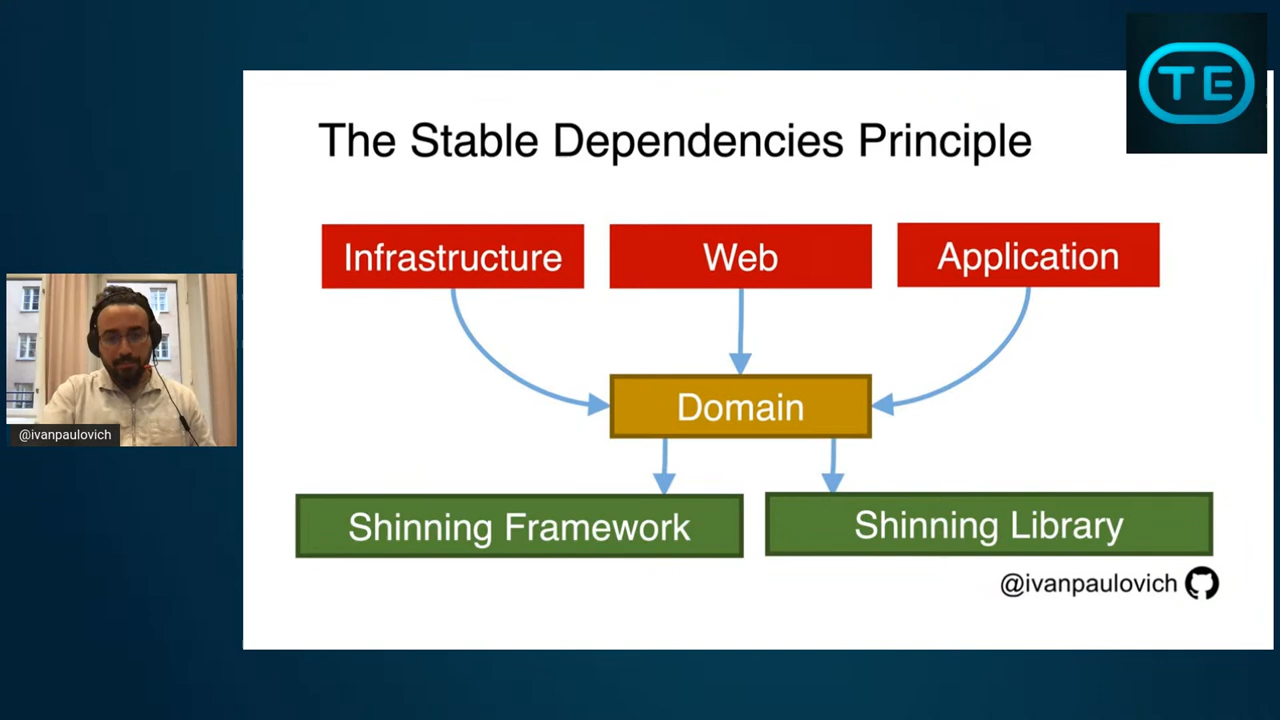 TE
The Stable Dependencies Principle
Infrastructure
Web
Application
Domain
Shinning Framework
Shinning Library
@ivanpaulovich
@ivanpaulovich